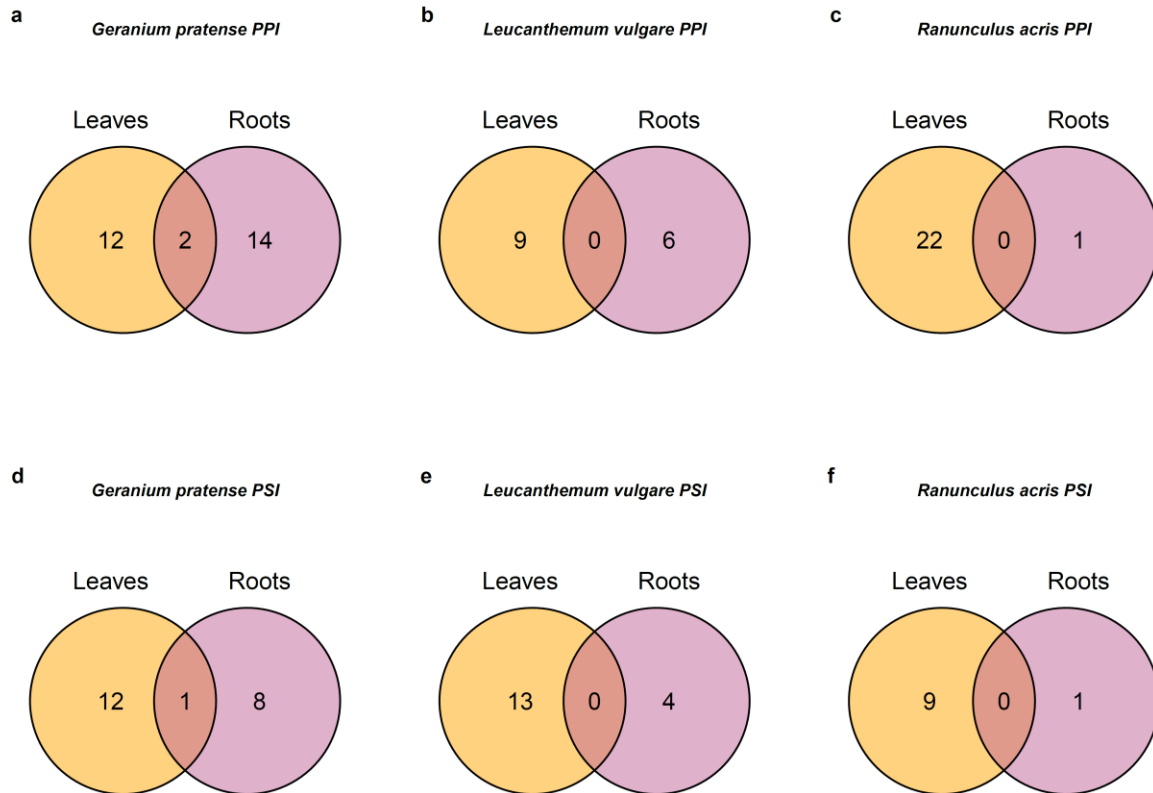 a
Geranium pratense PPI
b
Leucanthemum vulgare PPI
c
Ranunculus acris PPI
Leaves Roots
12 2 14
Leaves Roots
9 0 6
Leaves Roots
22 0 1
d
Geranium pratense PSI
e
Leucanthemum vulgare PSI
f
Ranunculus acris PSI
Leaves Roots
12 1 8
Leaves Roots
13 0 4
Leaves Roots
9 0 1